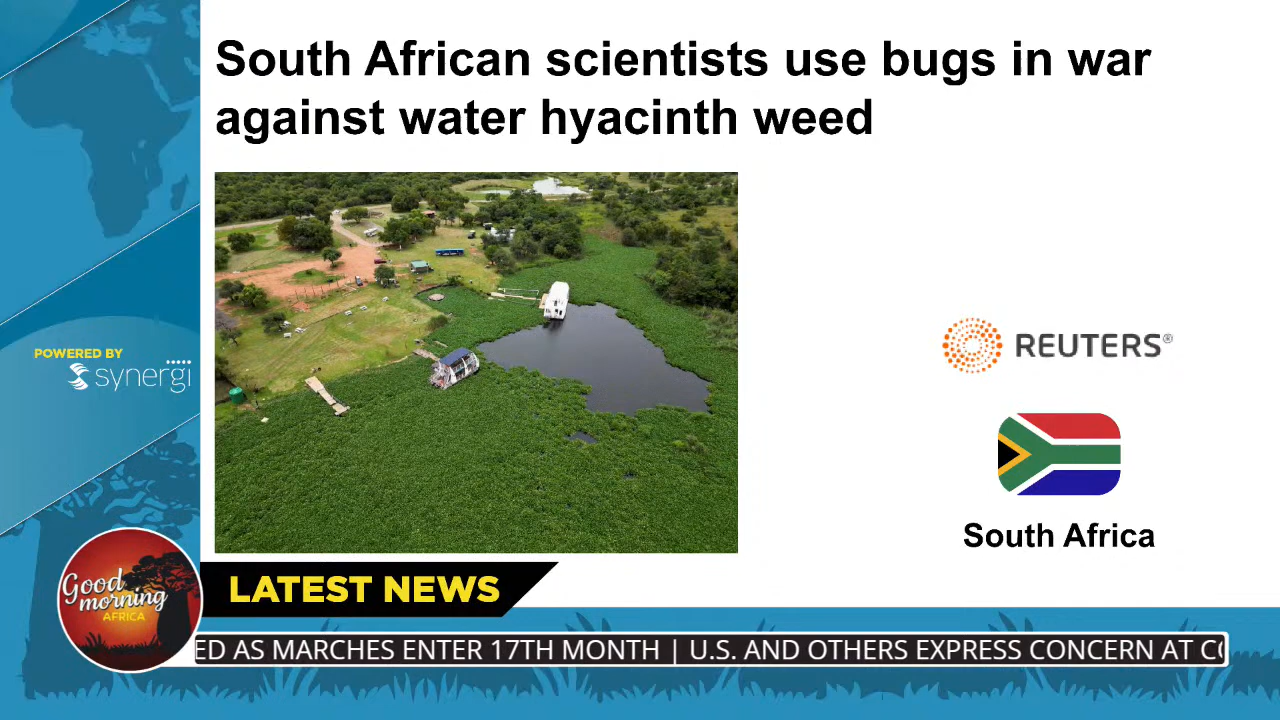 South African scientists use bugs in war
against water hyacinth weed
POWERED BY
synergi
REUTERS®
South Africa
LATEST NEWS
Good
morning
AFRICA
AS MARCHES ENTER 17TH MONTH | U.S. AND OTHERS EXPRESS CONCERN AT